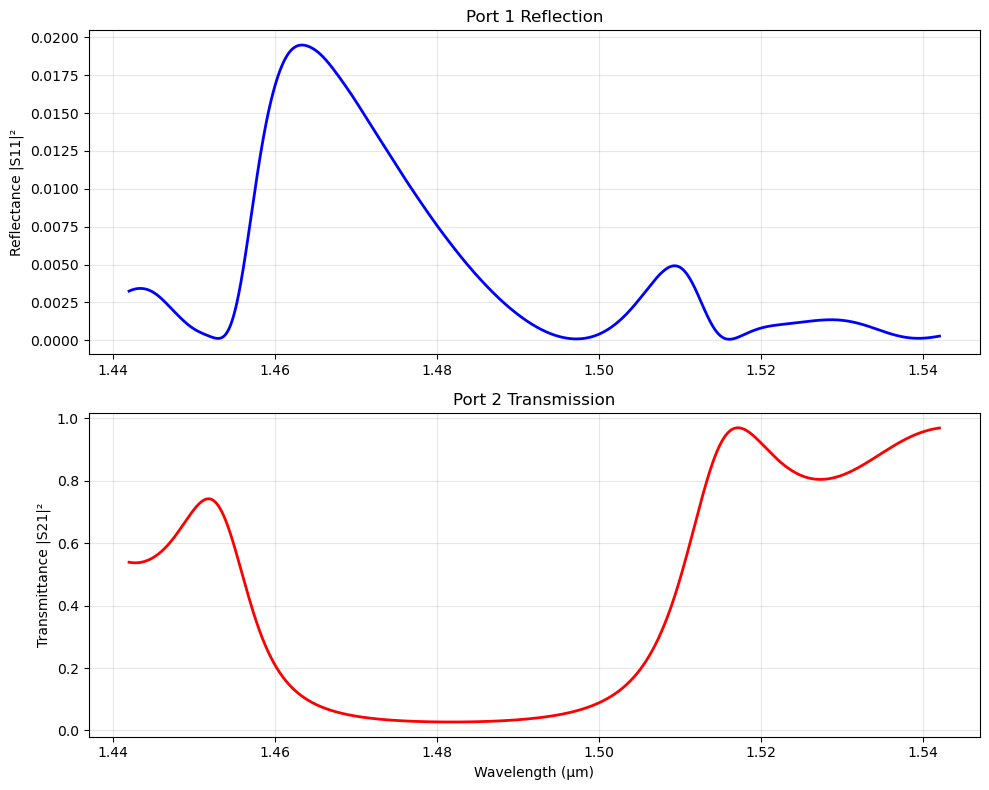 Port 1 Reflection
Reflectance |S11|²
0.0200
0.0175
0.0150
0.0125
0.0100
0.0075
0.0050
0.0025
0.0000
1.44 1.46 1.48 1.50 1.52 1.54
Port 2 Transmission
Transmittance |S21|²
1.0
0.8
0.6
0.4
0.2
0.0
1.44 1.46 1.48 1.50 1.52 1.54
Wavelength (μm)